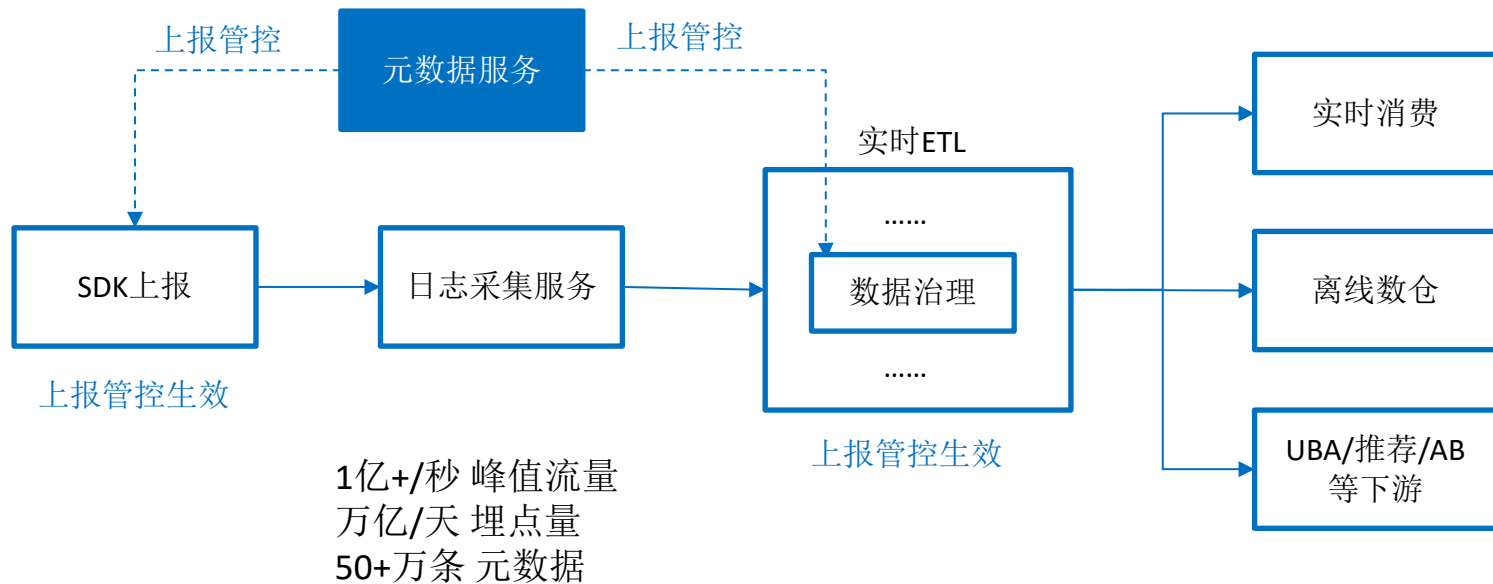 上报管控
元数据服务
上报管控
实时ETL
实时消费
SDK上报
日志采集服务
……
数据治理
……
离线数仓
上报管控生效
上报管控生效
UBA/推荐/AB
等下游
1亿+/秒 峰值流量
万亿/天 埋点量
50+万条 元数据